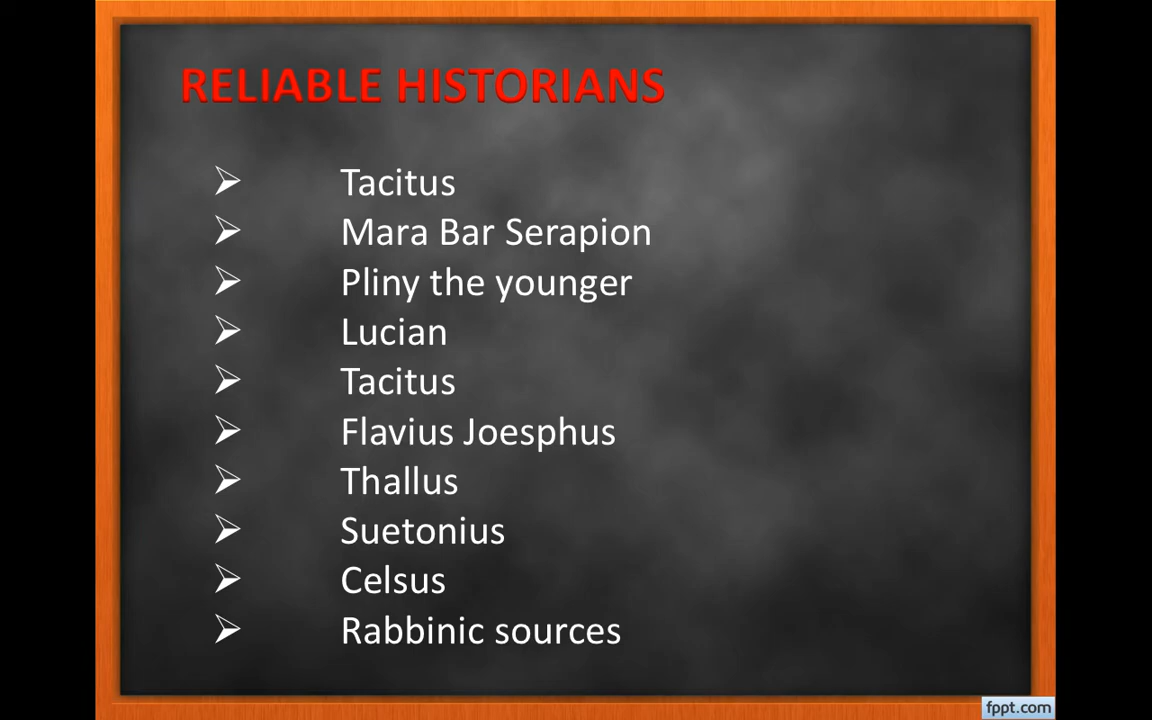 RELIABLE HISTORIANS
Tacitus
Mara Bar Serapion
Pliny the younger
Lucian
Tacitus
Flavius Joesphus
Thallus
Suetonius
Celsus
Rabbinic sources
fppt.com